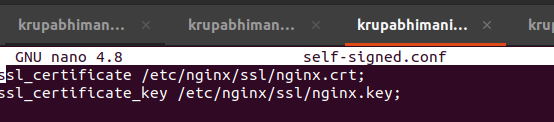 krupabhiman...
krupabhiman...
krupabhimani...
k
GNU nano 4.8 self-signed.conf
ssl_certificate /etc/nginx/ssl/nginx.crt;
ssl_certificate_key /etc/nginx/ssl/nginx.key;